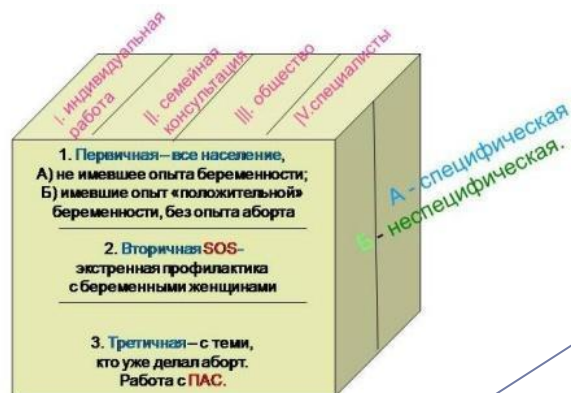 I. индивидуальная
работа
II. семейная
консультация
III. общество
IV.специалисты
1. Первичная – все население,
А) не имевшее опыта беременности;
Б) имевшие опыт «положительной»
беременности, без опыта аборта
2. Вторичная SOS–
экстренная профилактика
с беременными женщинами
3. Третичная – с теми,
кто уже делал аборт.
Работа с ПАС.
А - специфическая
Б - неспецифическая.